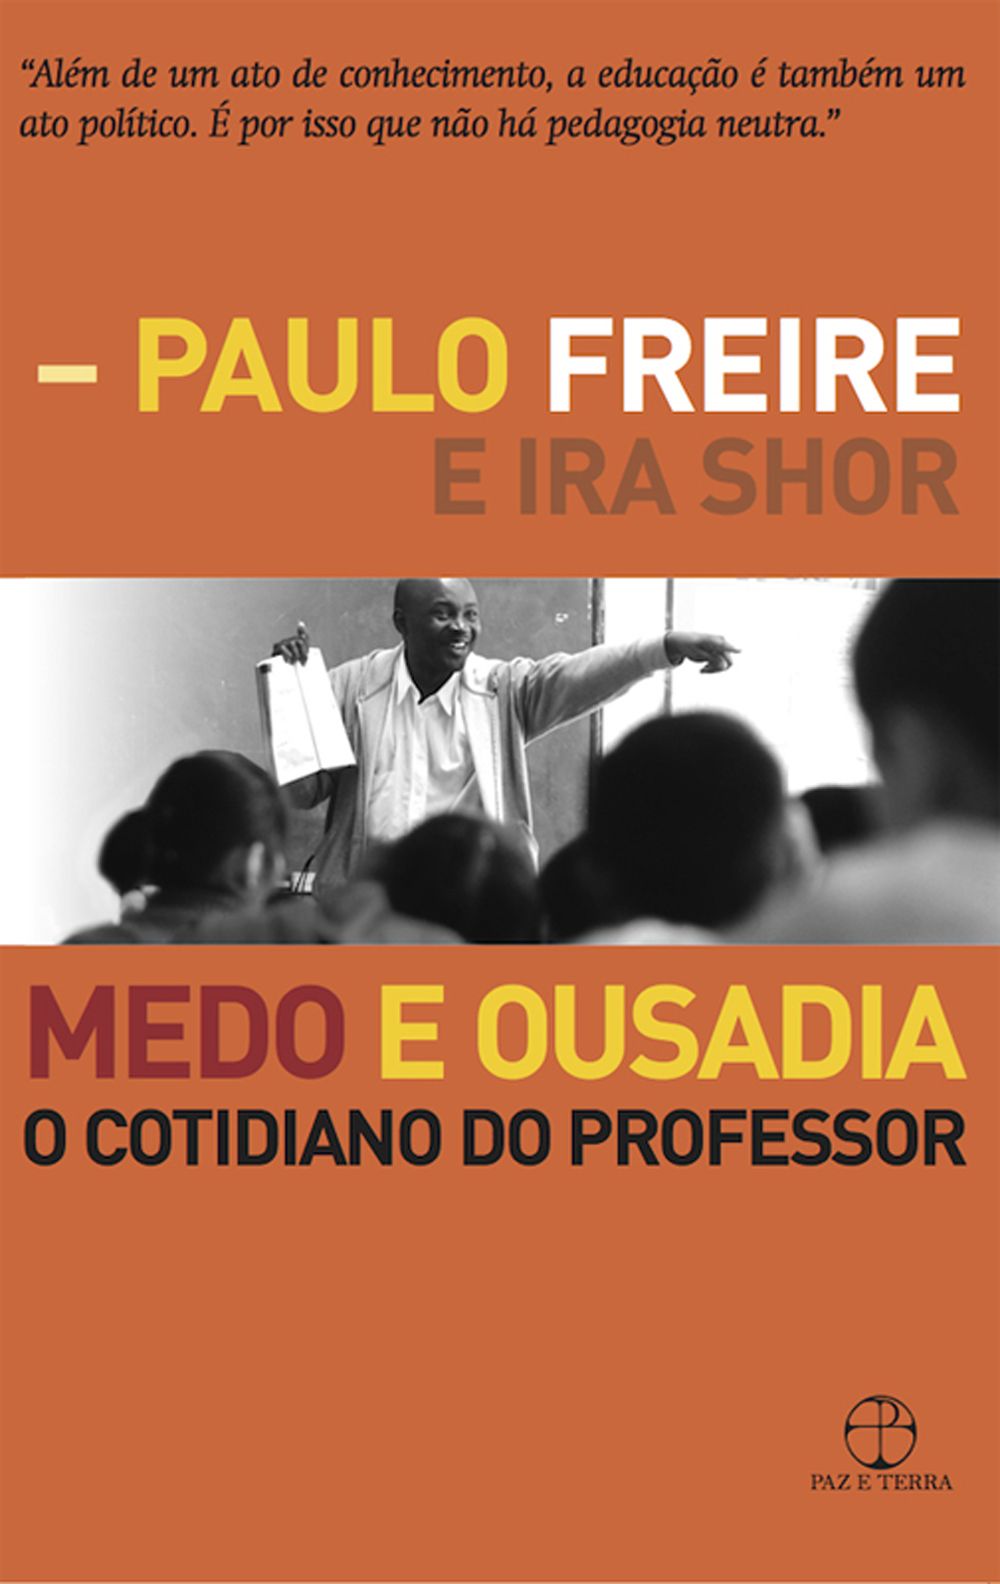 “Além de um ato de conhecimento, a educação é também um
ato político. É por isso que não há pedagogia neutra.”
– PAULO FREIRE
E IRA SHOR
MEDO E OUSADIA
O COTIDIANO DO PROFESSOR
PAZ E TERRA